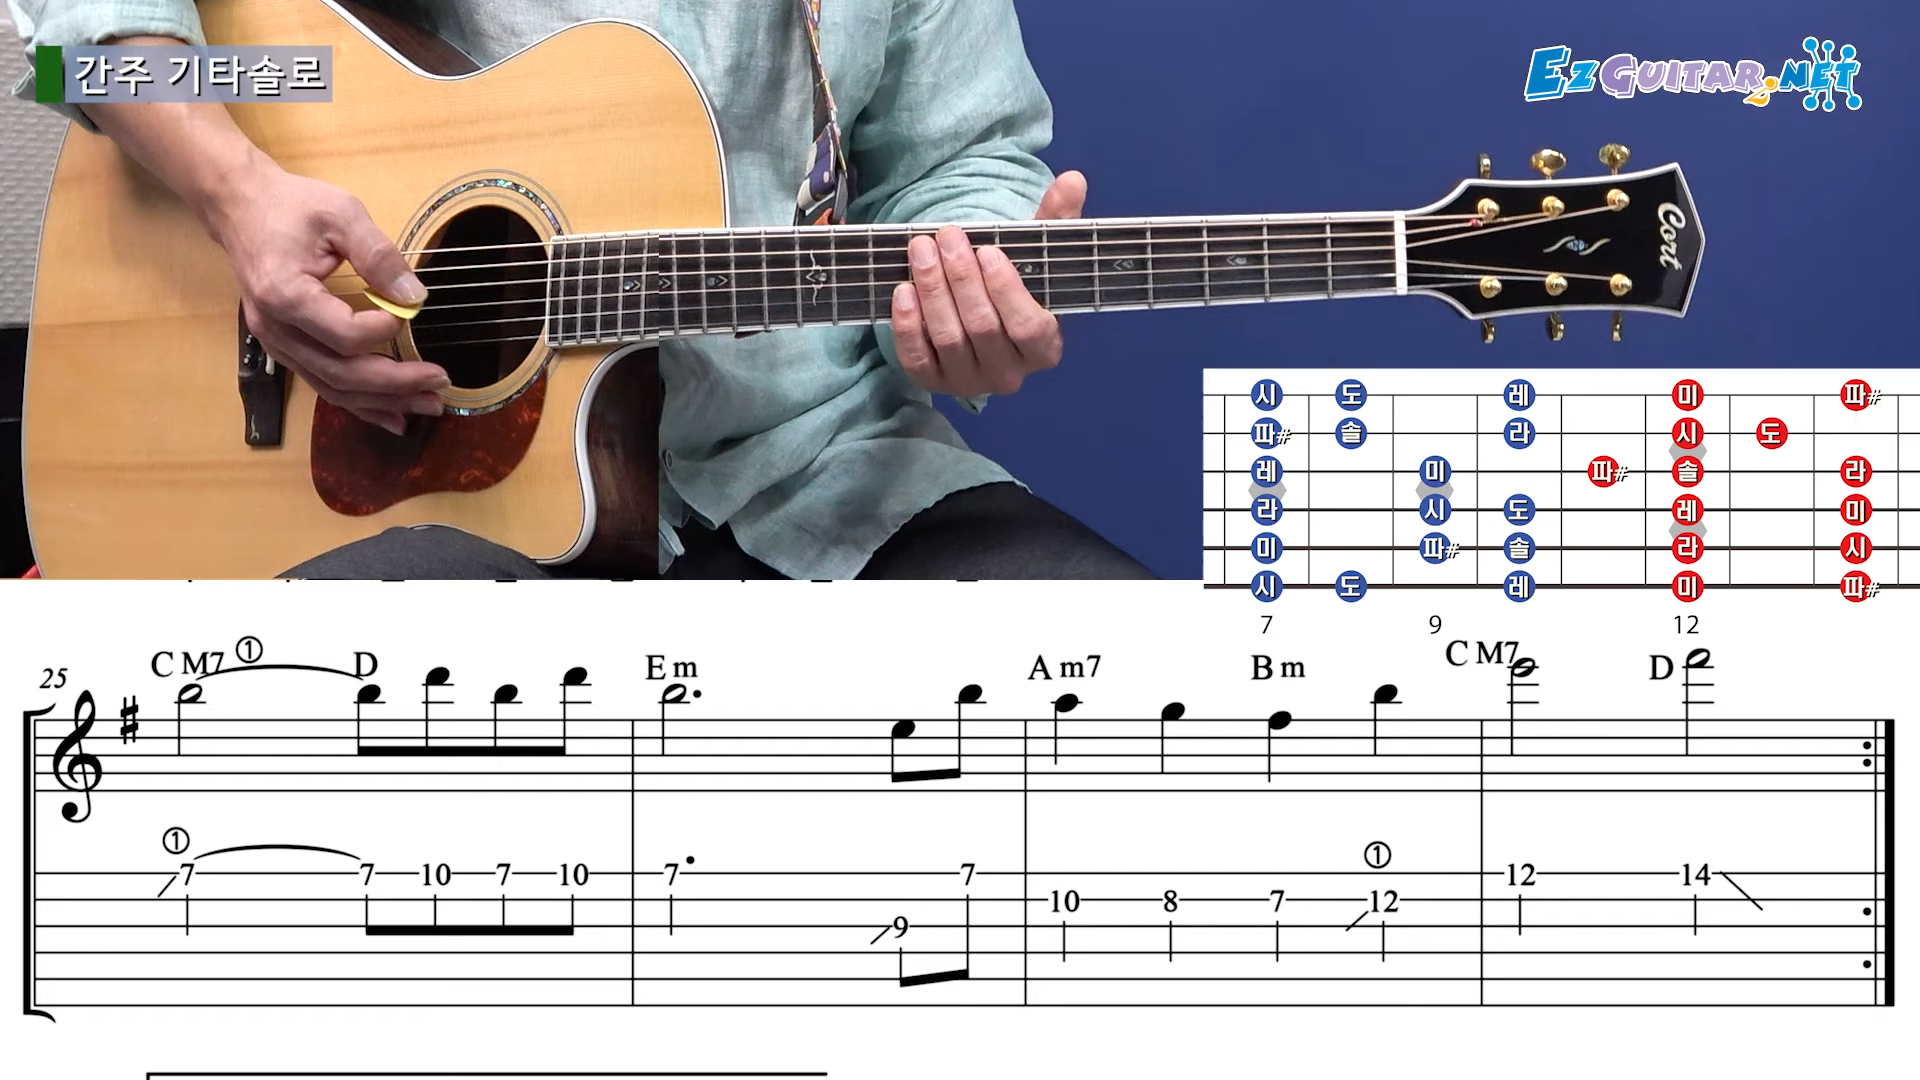 간주 기타솔로
EzGUITAR2.NET
Cort
시 도 레 미 파#
파# 솔 라 시 도
레 미 파# 솔 라
라 시 도 레 미
미 파# 솔 라 시
시 도 레 미 파#
7 9 12
25 C M7 ① D E m A m7 B m C M7 D
① ①
7 7 10 7 10 7 7 12 14
10 8 7 12
9